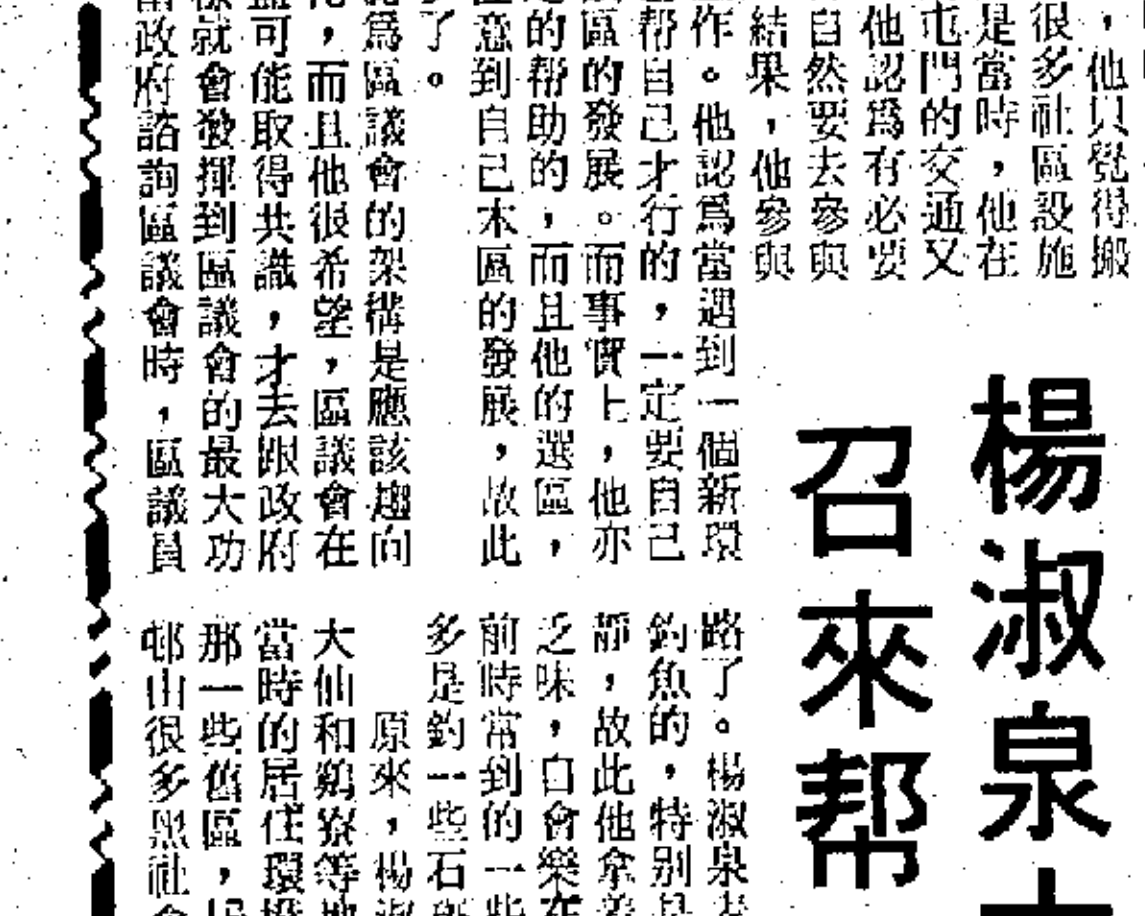 楊淑泉
召來帮
，他只覺得搬
很多社區設施
是當時，他在
屯門的交通又
他認爲有必要
自然要去參與
結果，他參與
作。他認爲當遇到一個新環
帮自己才行的，一定要自己
區的發展。而事實上，他亦
的帮助的，而且他的選區，
意到自己本區的發展，故此
了。
爲區議會的架構是應該趨向
，而且他很希望，區議會在
可能取得共識，才去跟政府
就會發揮到區議會的最大功
政府諮詢區議會時，區議員
路了。楊淑泉
釣魚的，特别是
靜，故此他拿着
乏味，自會樂在
前時常到的一些
多是釣一些石
原來，楊淑
大仙和鷄寮等地
當時的居住環
那一些舊區，
邨由很多黑社會